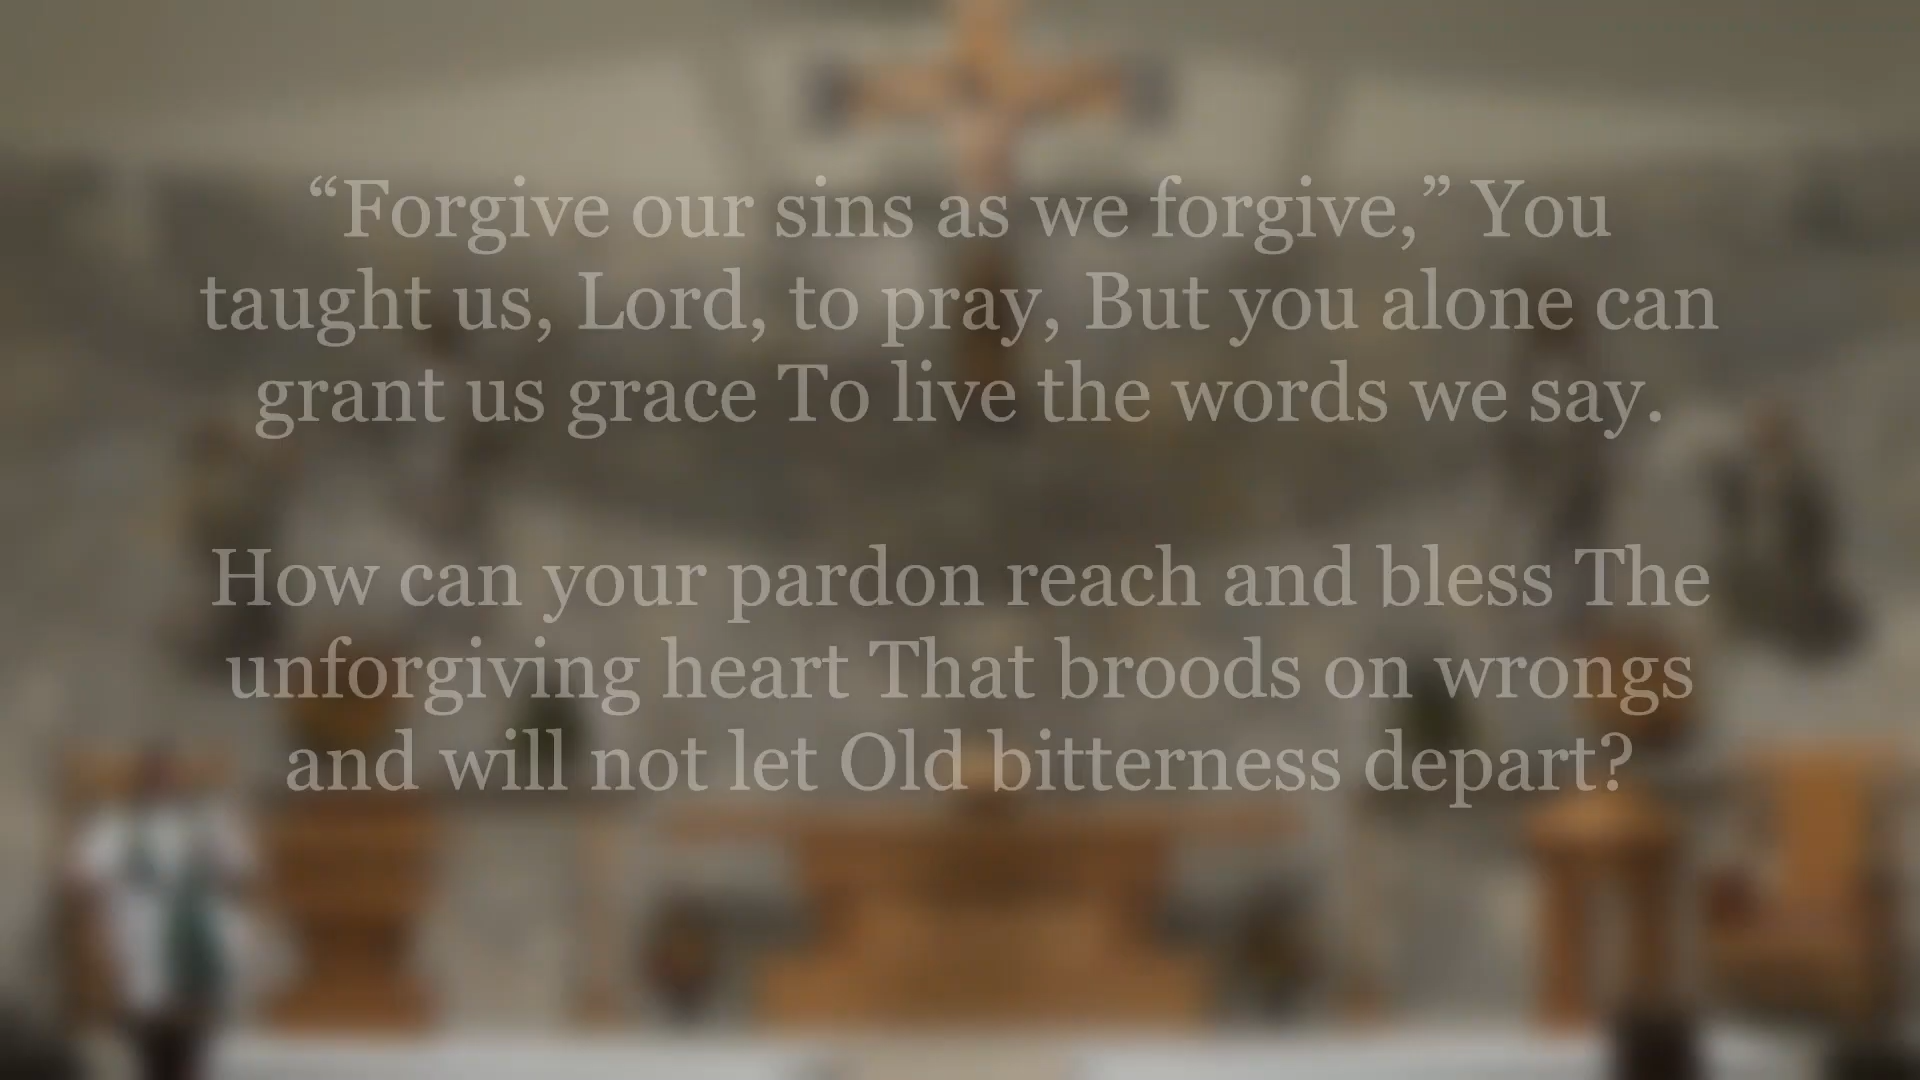 “Forgive our sins as we forgive,” You
taught us, Lord, to pray, But you alone can
grant us grace To live the words we say.
How can your pardon reach and bless The
unforgiving heart That broods on wrongs
and will not let Old bitterness depart?